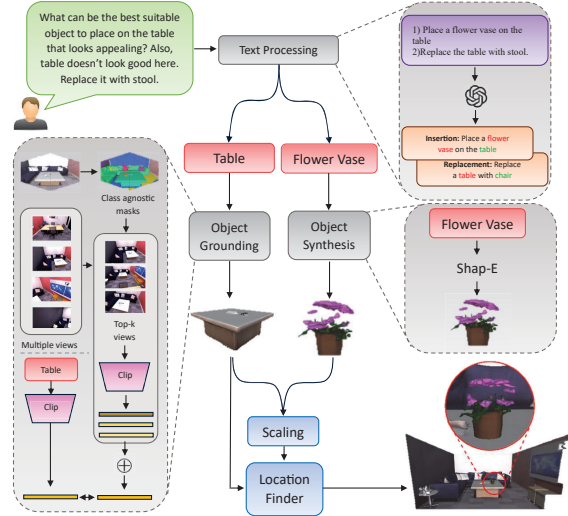 What can be the best suitable
object to place on the table
that looks appealing? Also,
table doesn't look good here.
Replace it with stool.
Text Processing
1) Place a flower vase on the
table
2)Replace the table with stool.
Insertion: Place a flower
vase on the table
Replacement: Replace
a table with chair
Table
Flower Vase
Class agnostic
masks
Object
Grounding
Object
Synthesis
Flower Vase
Shap-E
Multiple views
Top-k
views
Table
Clip
Clip
Scaling
Location
Finder